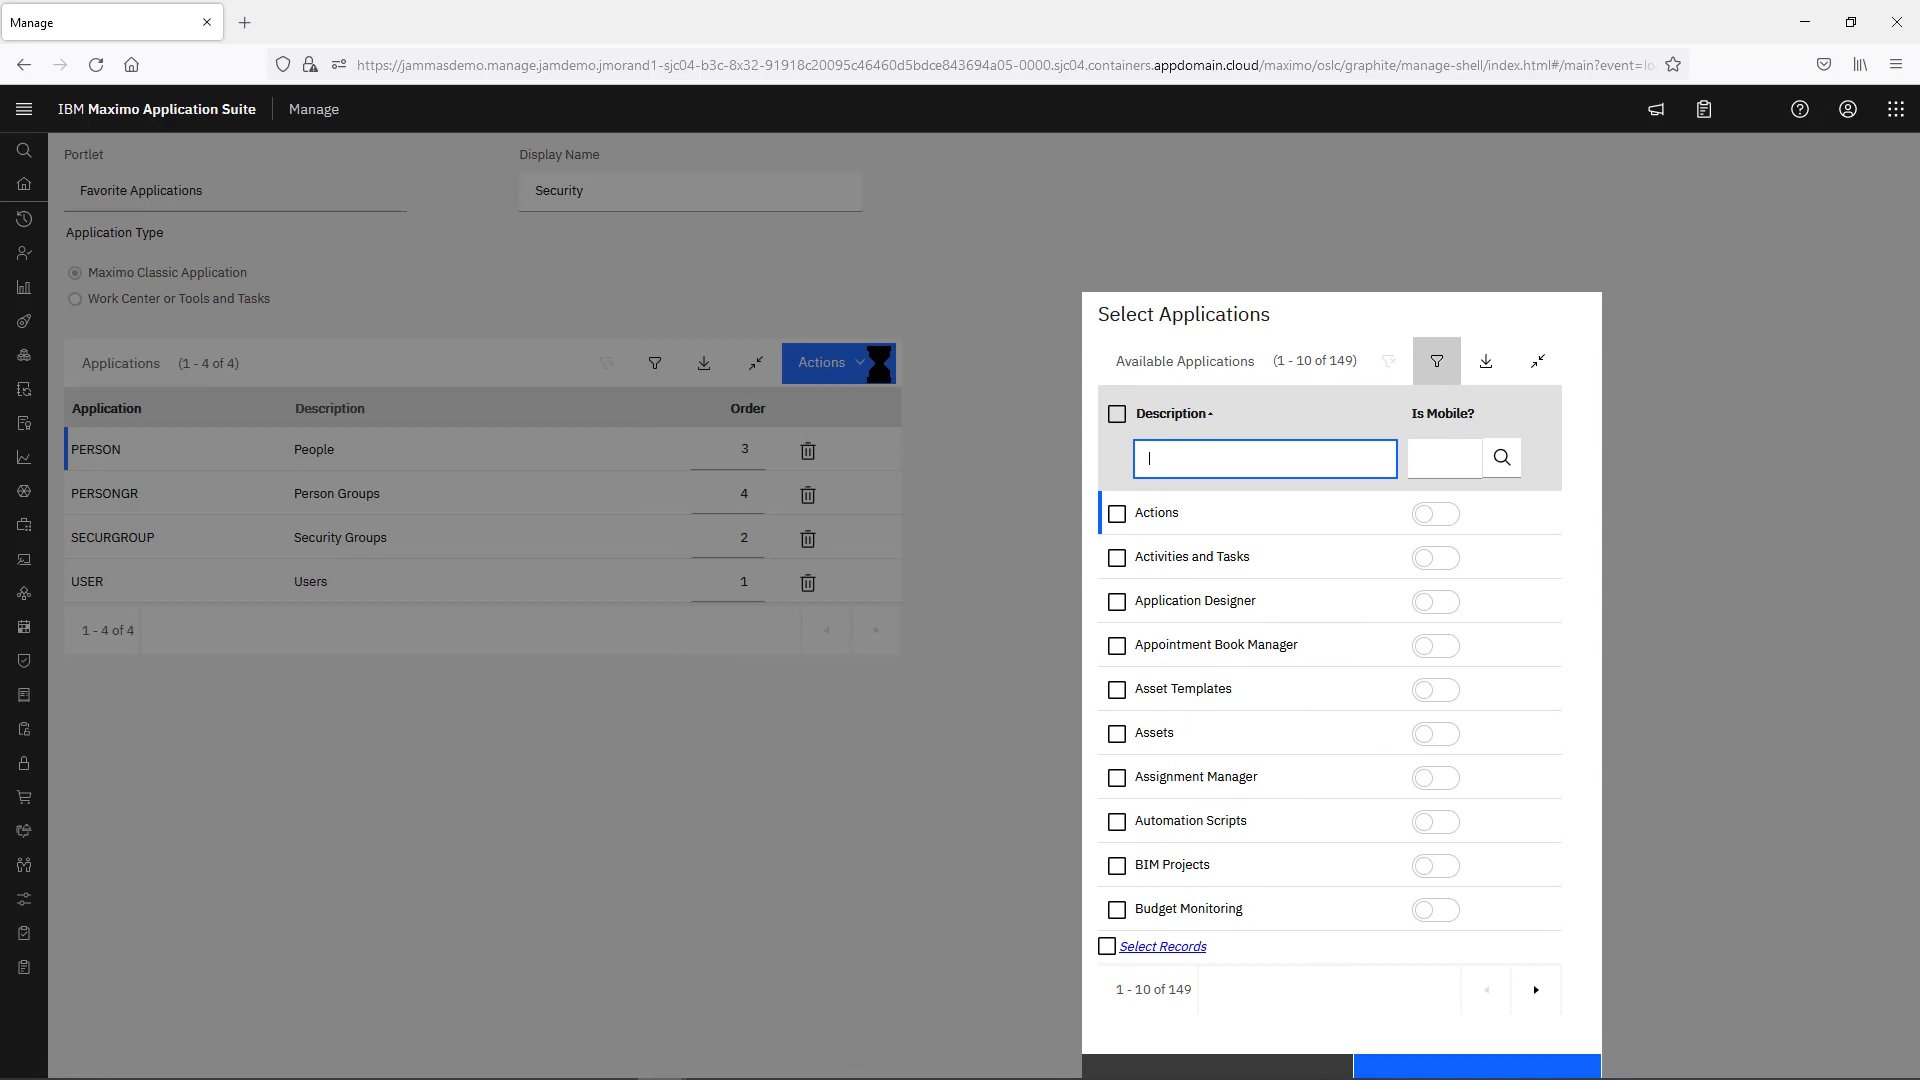 Manage
https://jammasdemo.manage.jamdemo.jmorand1-sjc04-b3c-8x32-91918c20095c46460d5bdce843694a05-0000.sjc04.containers.appdomain.cloud/maximo/oslc/graphite/manage-shell/index.html#/main?event=lo
IBM Maximo Application Suite
Manage
Portlet
Display Name
Favorite Applications
Security
Application Type
Maximo Classic Application
Work Center or Tools and Tasks
Applications (1 - 4 of 4)
Actions
Application Description Order
PERSON People 3
PERSONGR Person Groups 4
SECURGROUP Security Groups 2
USER Users 1
1 - 4 of 4
Select Applications
Available Applications (1 - 10 of 149)
Description Is Mobile?
Actions
Activities and Tasks
Application Designer
Appointment Book Manager
Asset Templates
Assets
Assignment Manager
Automation Scripts
BIM Projects
Budget Monitoring
Select Records
1 - 10 of 149